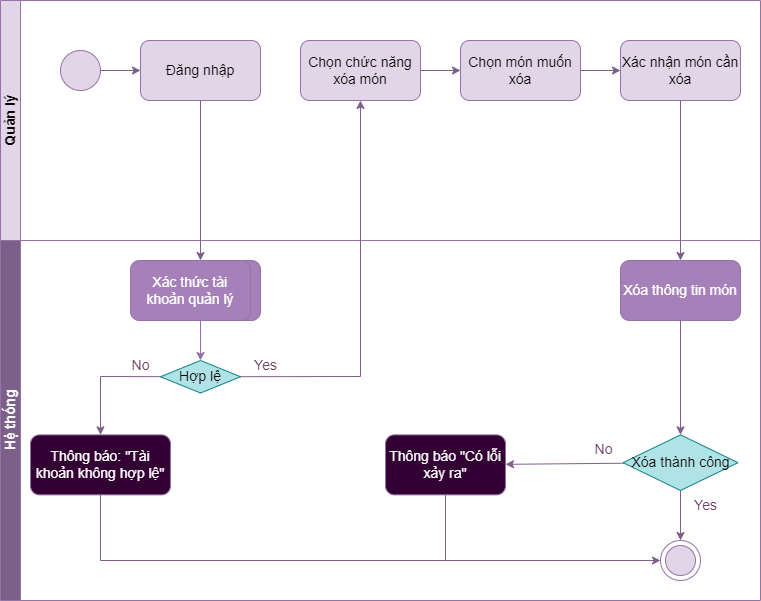 Quản lý
Đăng nhập
Chọn chức năng
xóa món
Chọn món muốn
xóa
Xác nhận món cần
xóa
Hệ thóng
Xác thức tài
khoản quản lý
Xóa thông tin món
No
Hợp lệ
Yes
Thông báo: "Tài
khoản không hợp lệ"
Thông báo "Có lỗi
xảy ra"
No
Xóa thành công
Yes